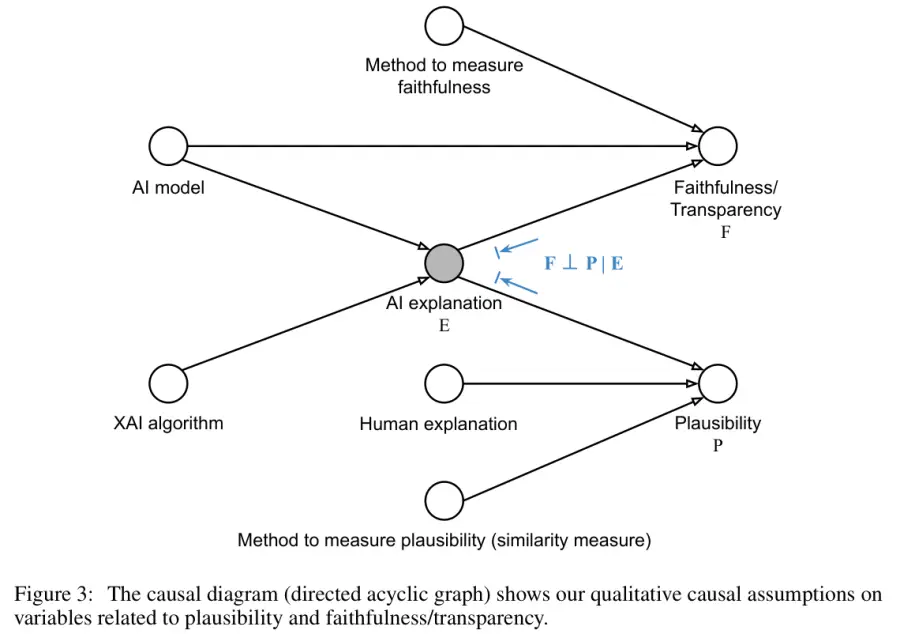 Method to measure
faithfulness
AI model
Faithfulness/
Transparency
F
F ⊥ P | E
AI explanation
E
XAI algorithm
Human explanation
Plausibility
P
Method to measure plausibility (similarity measure)
Figure 3: The causal diagram (directed acyclic graph) shows our qualitative causal assumptions on
variables related to plausibility and faithfulness/transparency.